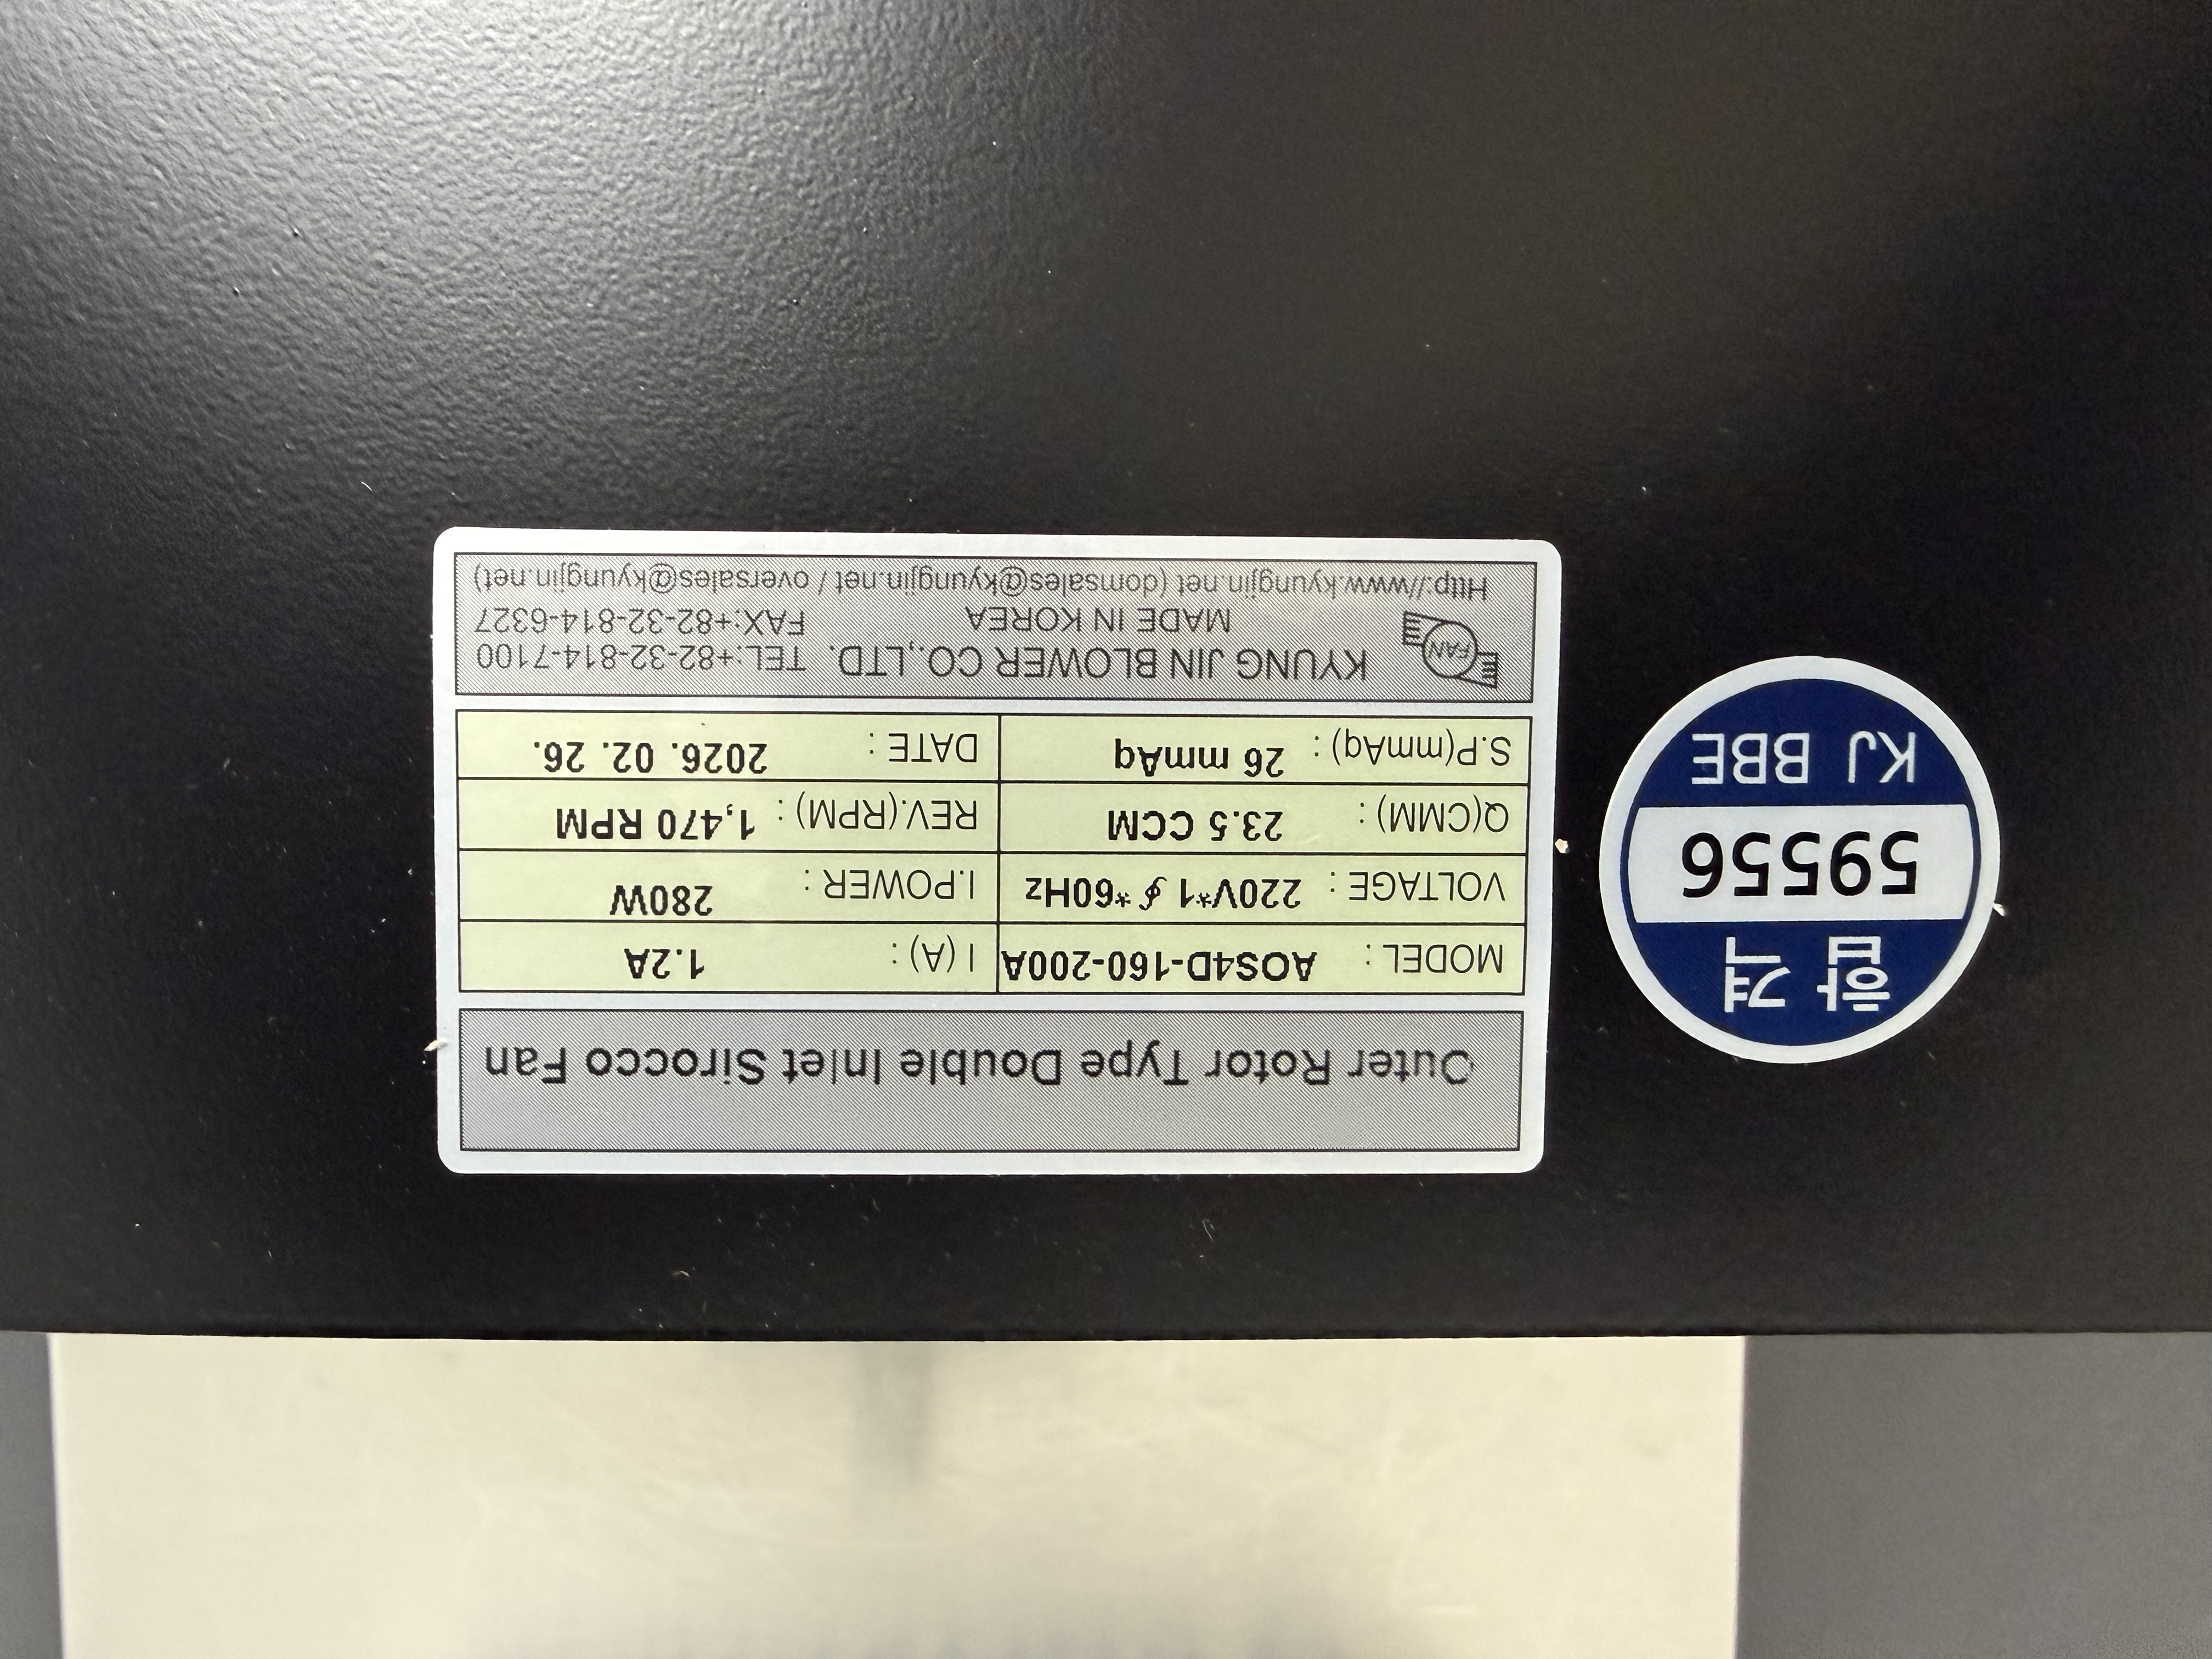 Outer Rotor Type Double Inlet Sirocco Fan
MODEL : AOS4D-160-200A I (A) : 1.2A
VOLTAGE : 220V*1∮*60Hz I.POWER : 280W
Q(CMM) : 23.5 CCM REV.(RPM) : 1,470 RPM
S.P(mmAq) : 26 mmAq DATE : 2026. 02. 26.
FAN
KYUNG JIN BLOWER CO.,LTD. TEL:+82-32-814-7100
MADE IN KOREA FAX:+82-32-814-6327
Http://www.kyungjin.net (domsales@kyungjin.net / oversales@kyungjin.net)
합 격
59556
KJ BBE